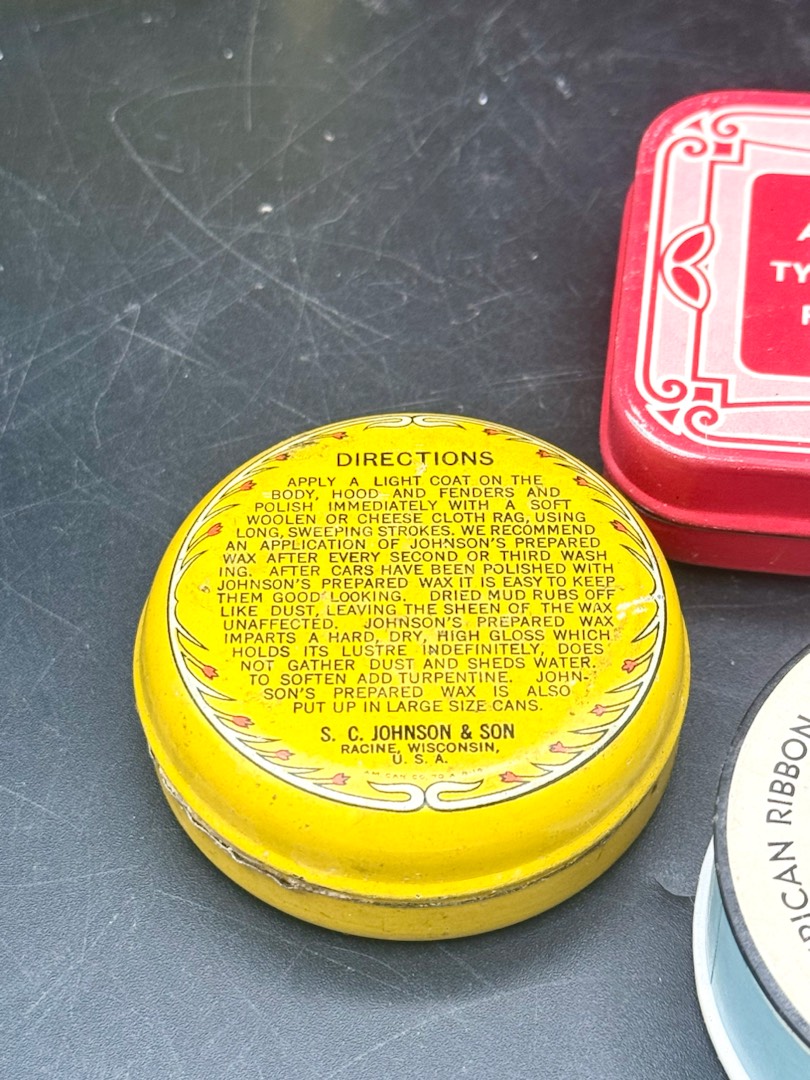 DIRECTIONS
APPLY A LIGHT COAT ON THE
BODY, HOOD AND FENDERS AND
POLISH IMMEDIATELY WITH A SOFT
WOOLEN OR CHEESE CLOTH RAG, USING
LONG, SWEEPING STROKES. WE RECOMMEND
AN APPLICATION OF JOHNSON'S PREPARED
WAX AFTER EVERY SECOND OR THIRD WASH
ING. AFTER CARS HAVE BEEN POLISHED WITH
JOHNSON'S PREPARED WAX IT IS EASY TO KEEP
THEM GOOD LOOKING. DRIED MUD RUBS OFF
LIKE DUST, LEAVING THE SHEEN OF THE WAX
UNAFFECTED. JOHNSON'S PREPARED WAX
IMPARTS A HARD, DRY, HIGH GLOSS WHICH
HOLDS ITS LUSTRE INDEFINITELY, DOES
NOT GATHER DUST AND SHEDS WATER.
TO SOFTEN ADD TURPENTINE. JOHN-
SON'S PREPARED WAX IS ALSO
PUT UP IN LARGE SIZE CANS.
S. C. JOHNSON & SON
RACINE, WISCONSIN,
U. S. A.
AM CAN CO.
A
TY
RICAN RIBBON